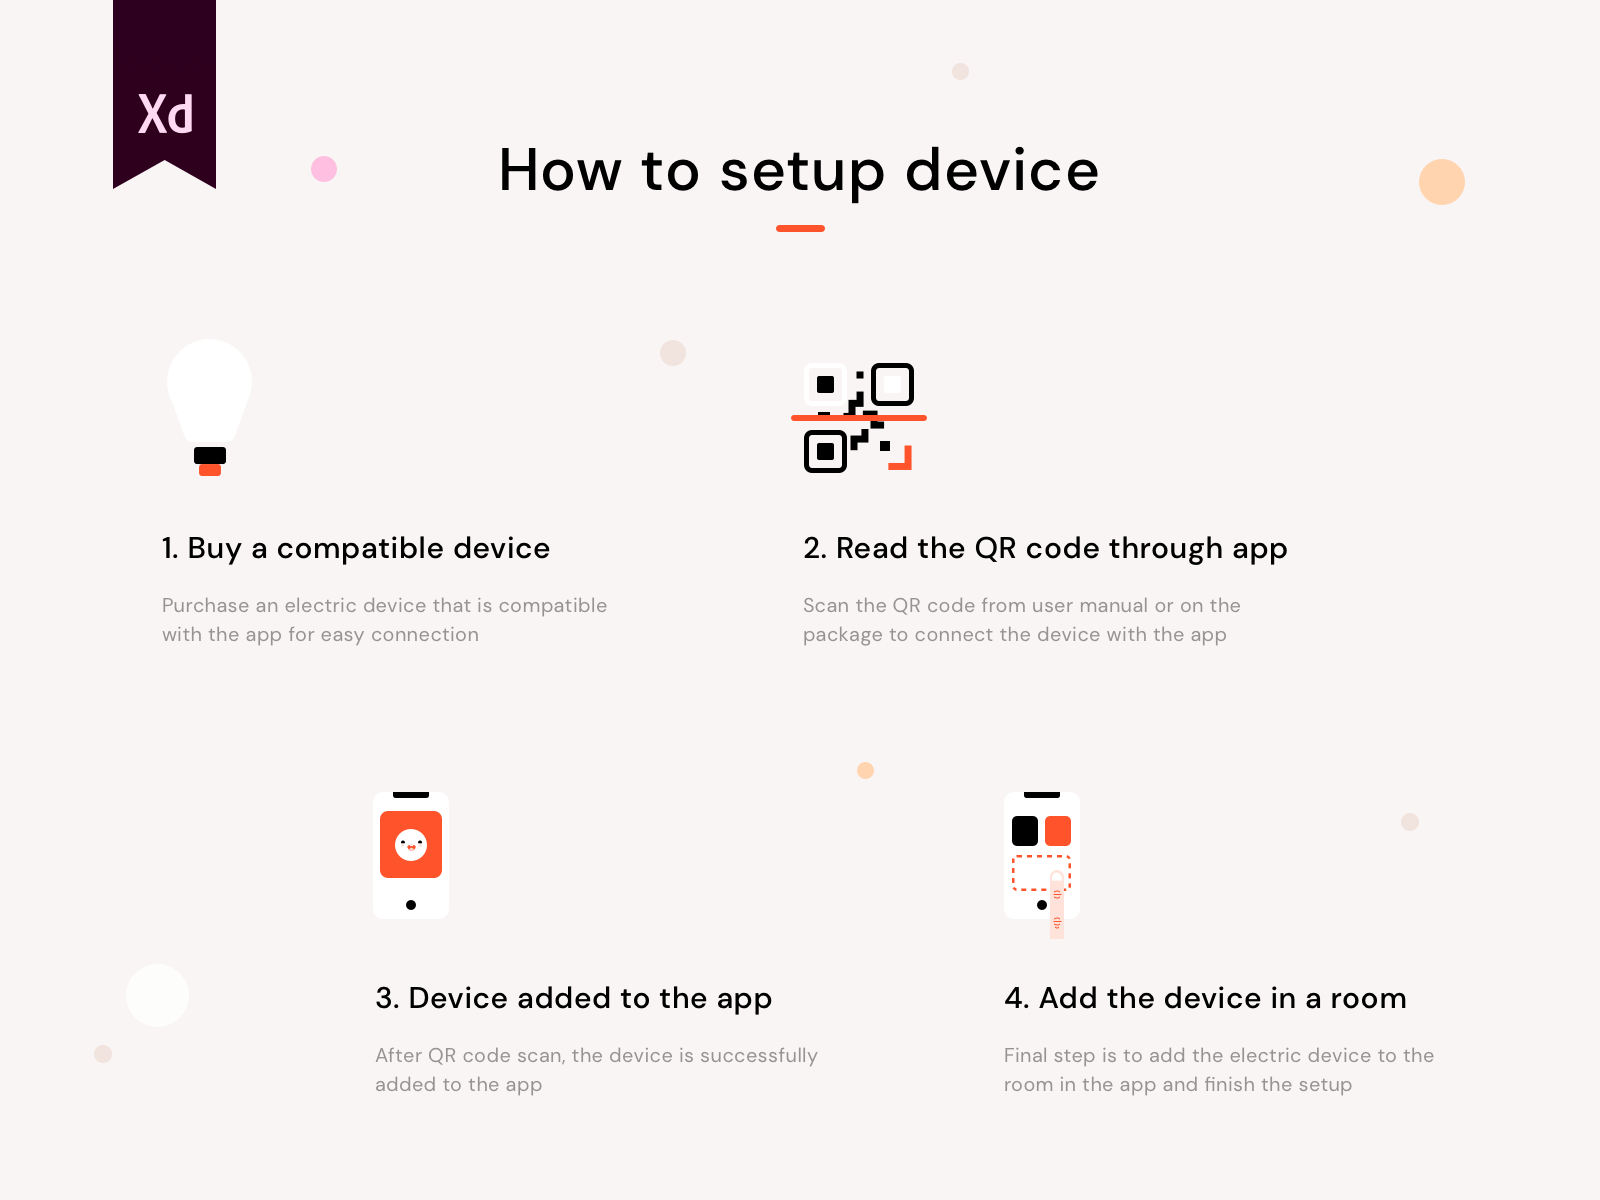 Xd
How to setup device
1. Buy a compatible device
Purchase an electric device that is compatible
with the app for easy connection
2. Read the QR code through app
Scan the QR code from user manual or on the
package to connect the device with the app
3. Device added to the app
After QR code scan, the device is successfully
added to the app
4. Add the device in a room
Final step is to add the electric device to the
room in the app and finish the setup